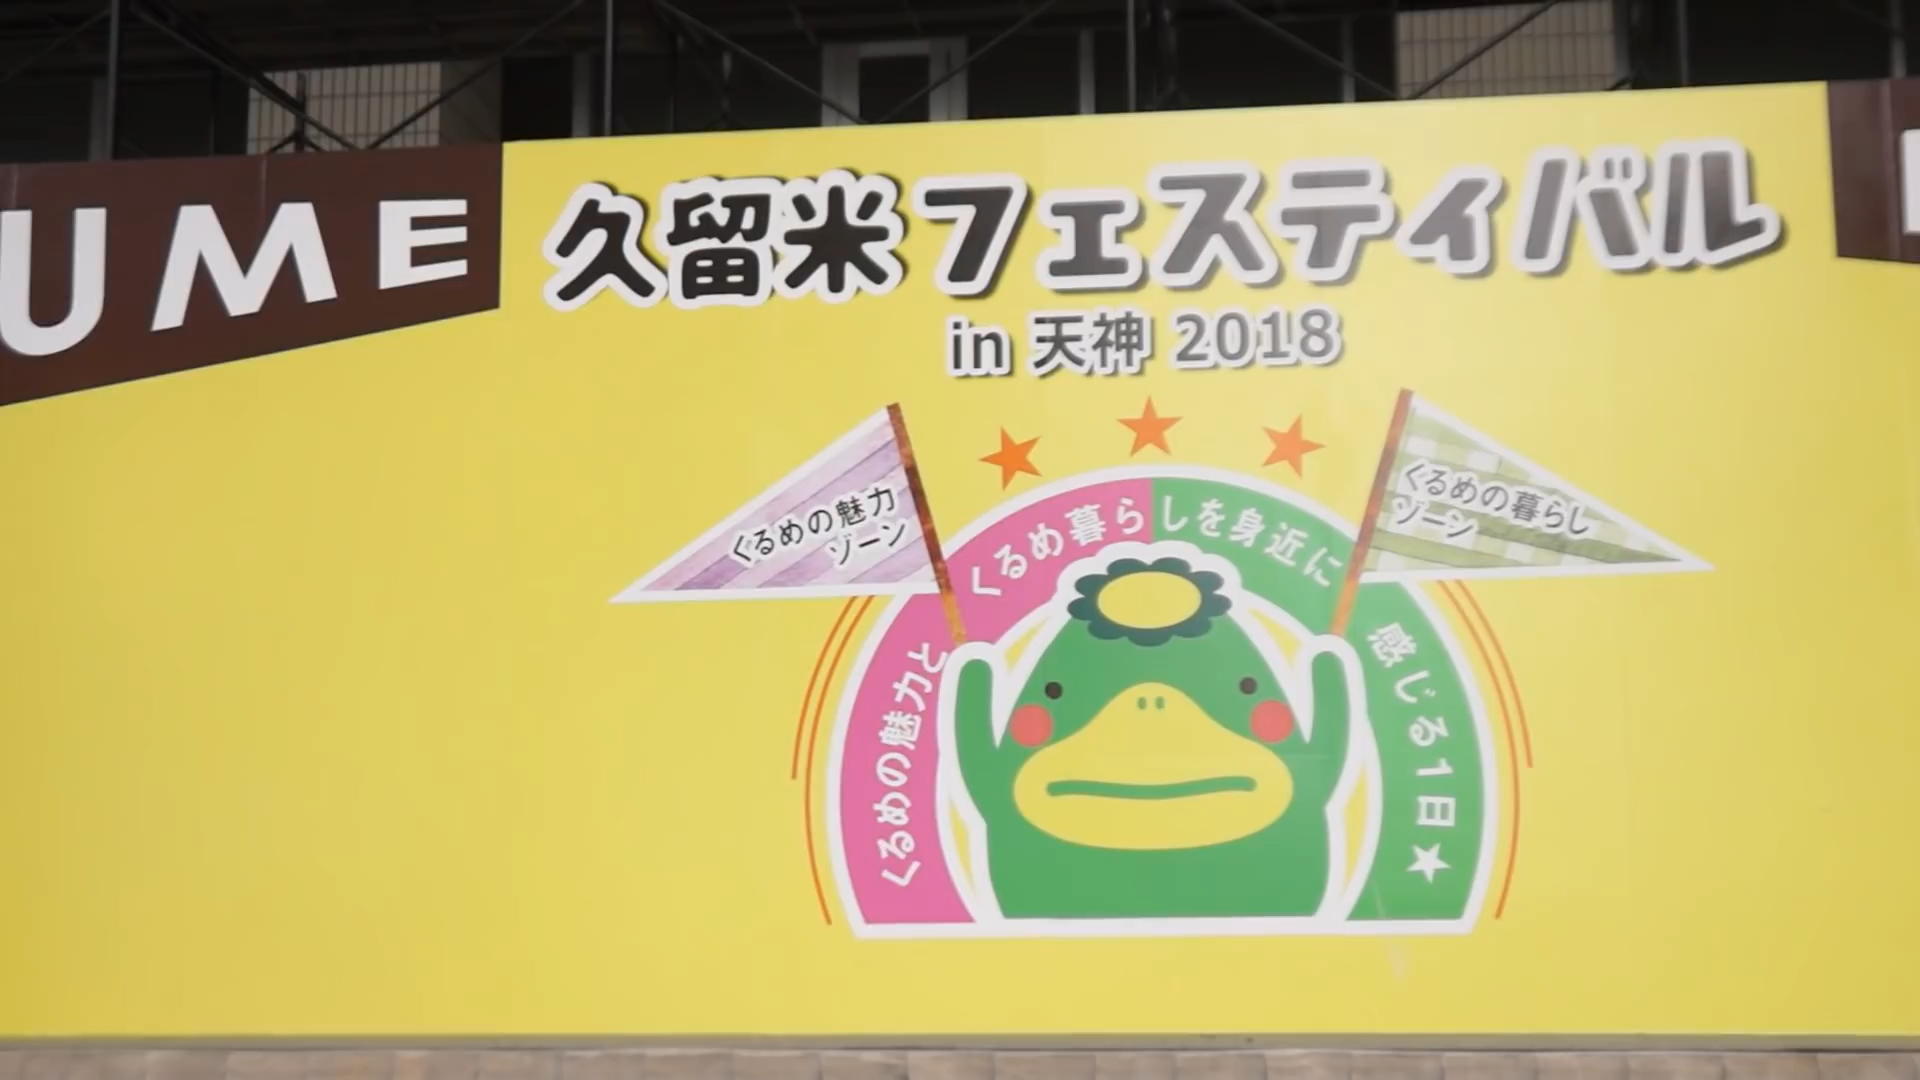 UME
久留米フェスティバル
in 天神 2018
くるめの魅力
ゾーン
くるめの暮らし
ゾーン
くるめの魅力と
くるめ暮らしを身近に
感じる1日★